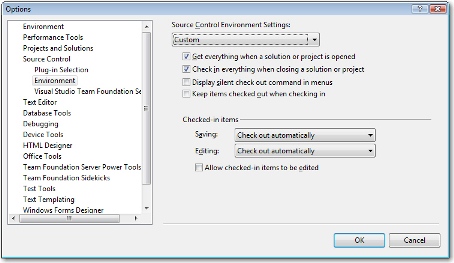 Options
Environment
Performance Tools
Projects and Solutions
Source Control
Plug-in Selection
Environment
Visual Studio Team Foundation Se
Text Editor
Database Tools
Debugging
Device Tools
HTML Designer
Office Tools
Team Foundation Server Power Tools
Team Foundation Sidekicks
Test Tools
Text Templating
Windows Forms Designer
Source Control Environment Settings:
Custom
Get everything when a solution or project is opened
Check in everything when closing a solution or project
Display silent check out command in menus
Keep items checked out when checking in
Checked-in items
Saving: Check out automatically
Editing: Check out automatically
Allow checked-in items to be edited
OK Cancel